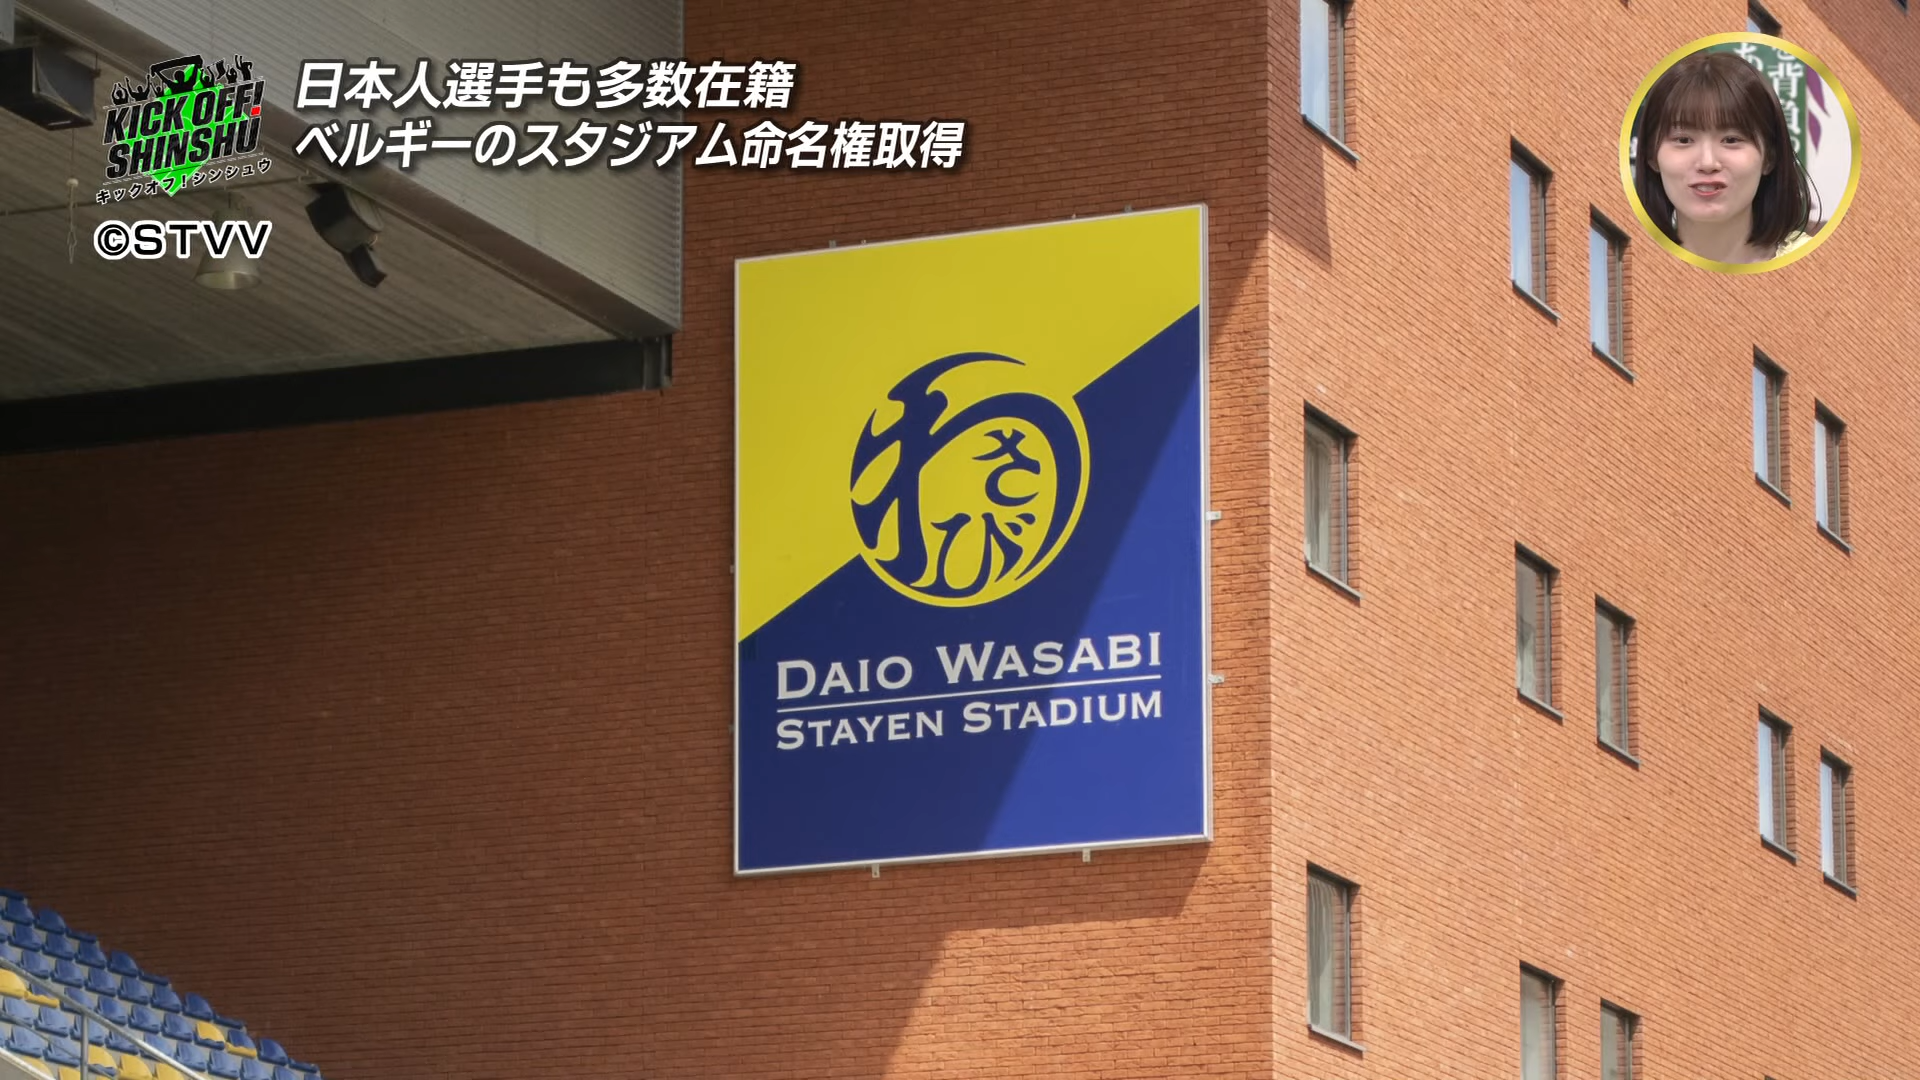 KICK OFF!
SHINSHU
キックオフ！シンシュウ
©STVV
日本人選手も多数在籍
ベルギーのスタジアム命名権取得
わさび
DAIO WASABI
STAYEN STADIUM